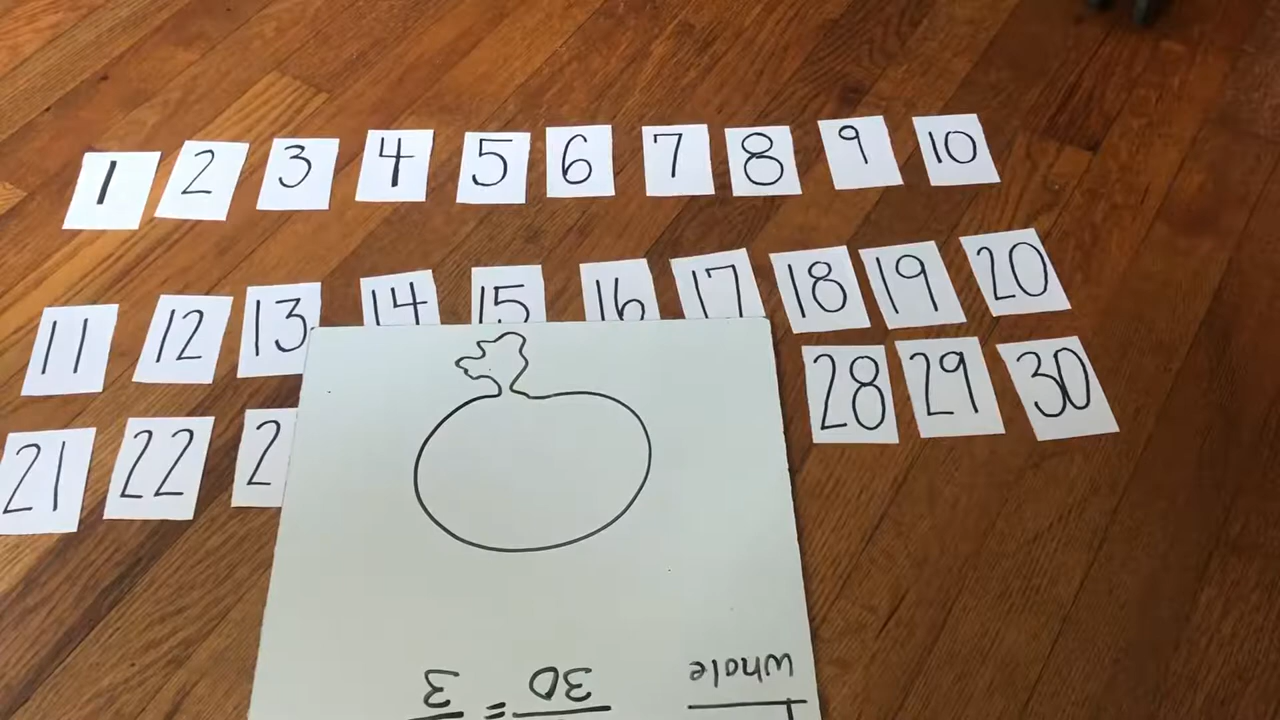 1 2 3 4 5 6 7 8 9 10
11 12 13 14 15 16 17 18 19 20
21 22 2 28 29 30
whole
30 = 3